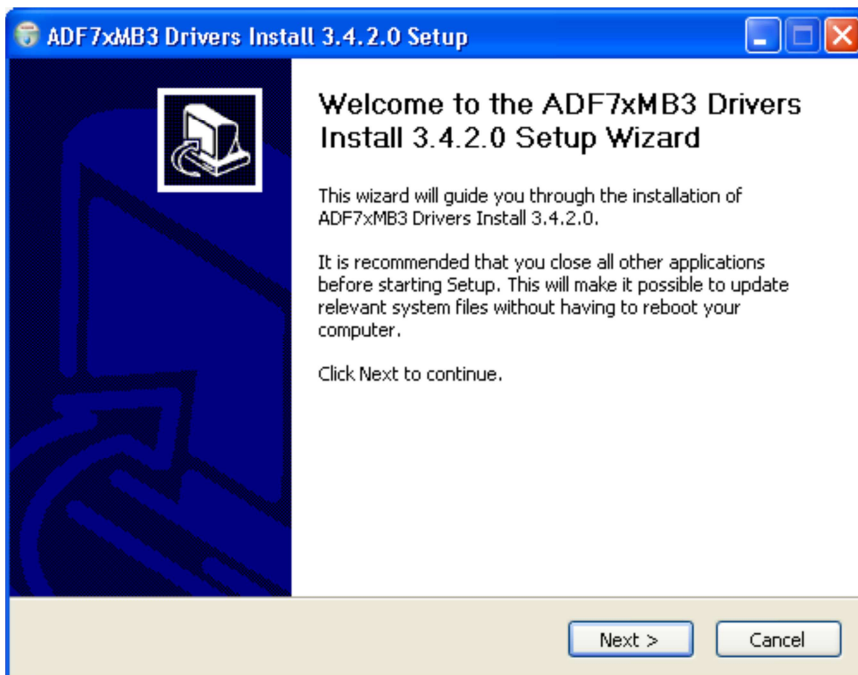 ADF7xMB3 Drivers Install 3.4.2.0 Setup
Welcome to the ADF7xMB3 Drivers
Install 3.4.2.0 Setup Wizard
This wizard will guide you through the installation of
ADF7xMB3 Drivers Install 3.4.2.0.
It is recommended that you close all other applications
before starting Setup. This will make it possible to update
relevant system files without having to reboot your
computer.
Click Next to continue.
Next >
Cancel